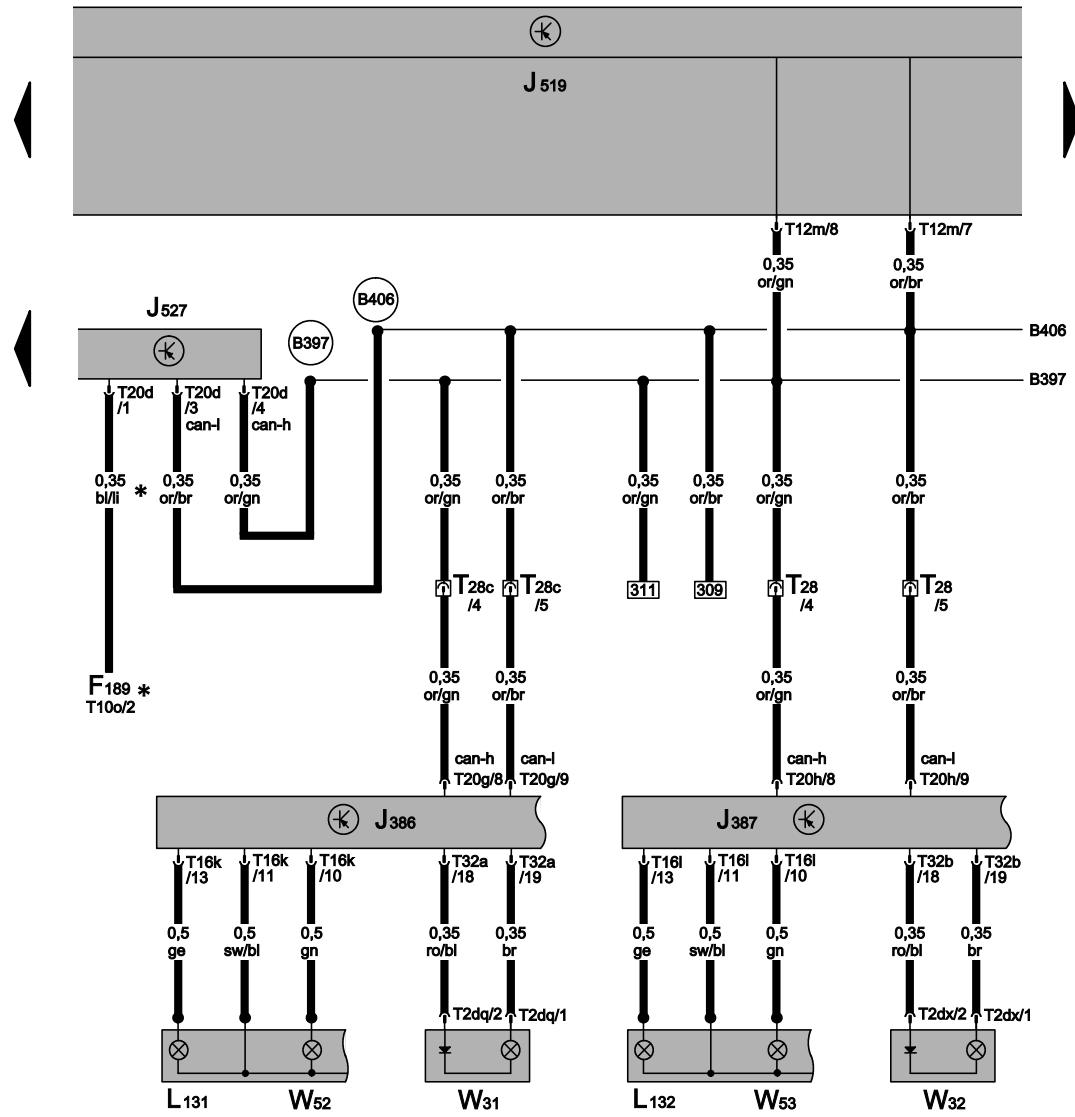 J519
T12m/8
T12m/7
0,35
or/gn
0,35
or/br
B406
J527
B397
B406
B397
T20d
/1
T20d
/3
can-l
T20d
/4
can-h
0,35
bl/li
*
0,35
or/br
0,35
or/gn
0,35
or/gn
0,35
or/br
0,35
or/gn
0,35
or/br
0,35
or/gn
0,35
or/br
T28c
/4
T28c
/5
311
309
T28
/4
T28
/5
F189 *
T10o/2
0,35
or/gn
0,35
or/br
0,35
or/gn
0,35
or/br
can-h
T20g/8
can-l
T20g/9
can-h
T20h/8
can-l
T20h/9
J386
J387
T16k
/13
T16k
/11
T16k
/10
T32a
/18
T32a
/19
T16l
/13
T16l
/11
T16l
/10
T32b
/18
T32b
/19
0,5
ge
0,5
sw/bl
0,5
gn
0,35
ro/bl
0,35
br
0,5
ge
0,5
sw/bl
0,5
gn
0,35
ro/bl
0,35
br
T2dq/2
T2dq/1
T2dx/2
T2dx/1
L131
W52
W31
L132
W53
W32